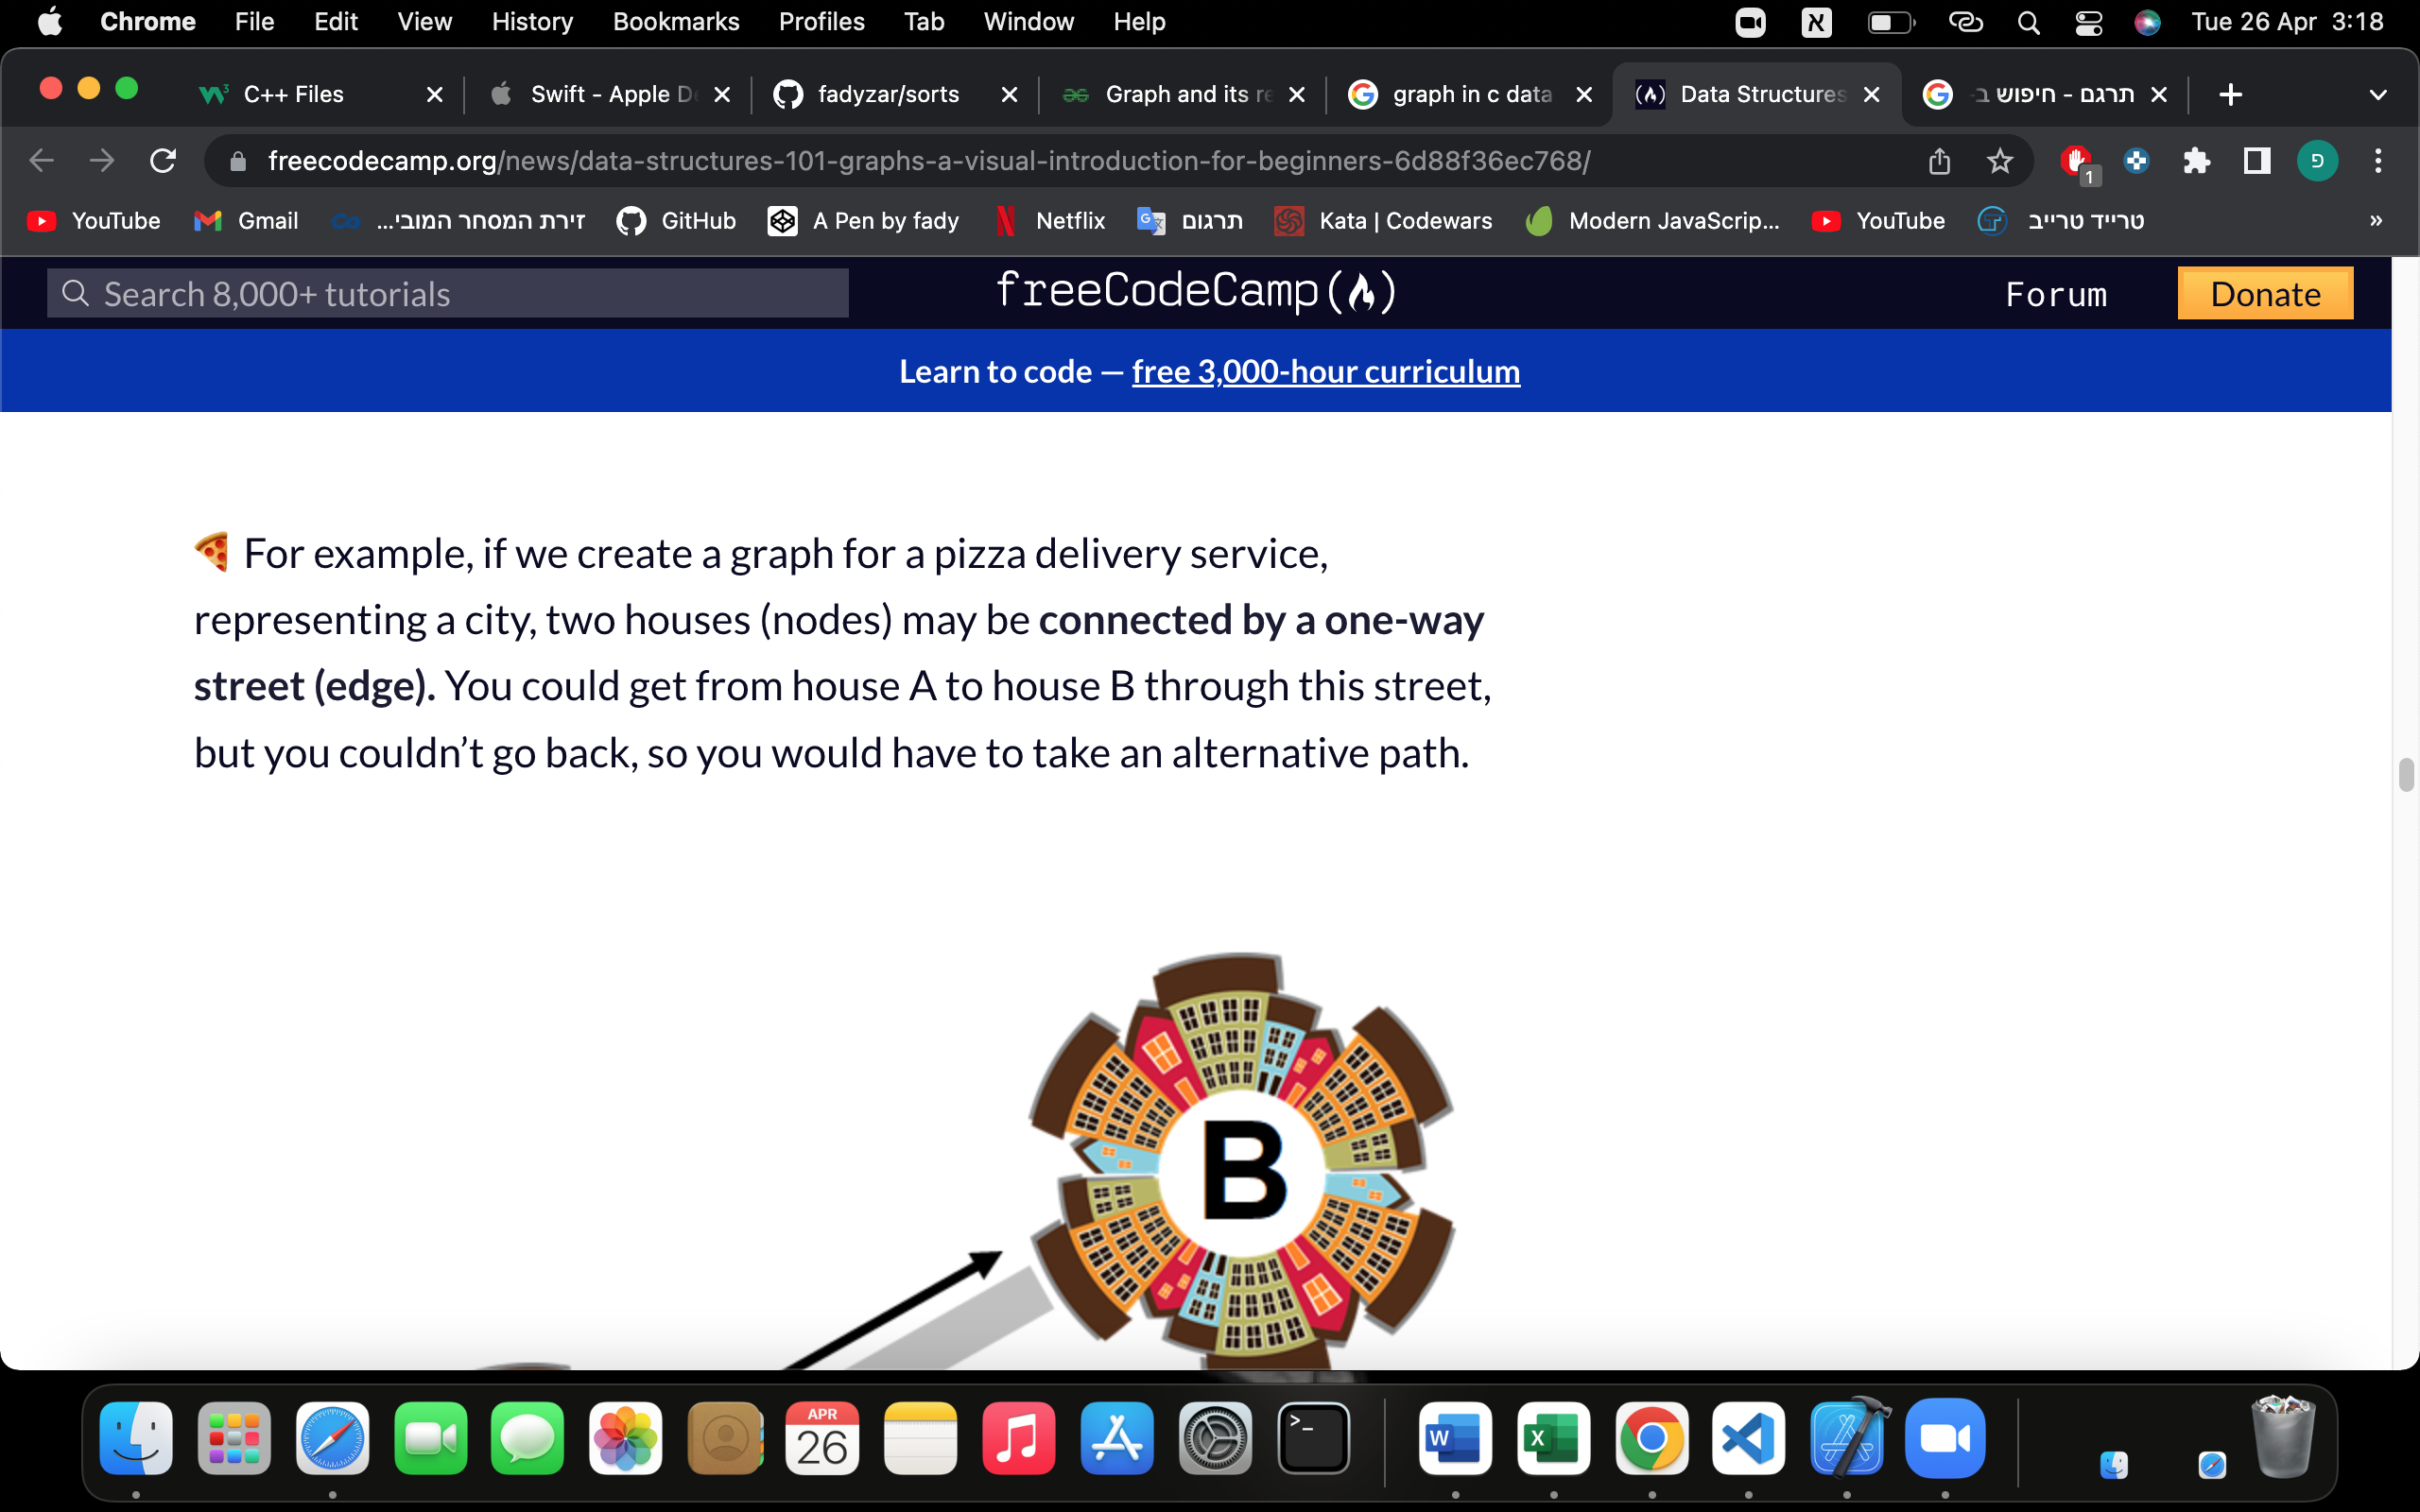 Chrome File Edit View History Bookmarks Profiles Tab Window Help Tue 26 Apr 3:18
C++ Files Swift - Apple De fadyzar/sorts Graph and its re graph in c data Data Structures תרגם - חיפוש ב-
freecodecamp.org/news/data-structures-101-graphs-a-visual-introduction-for-beginners-6d88f36ec768/ 1 פ
YouTube Gmail זירת המסחר המובי... GitHub A Pen by fady Netflix תרגום Kata | Codewars Modern JavaScrip... YouTube טרייד טרייב »
Search 8,000+ tutorials freeCodeCamp Forum Donate
Learn to code — free 3,000-hour curriculum
For example, if we create a graph for a pizza delivery service,
representing a city, two houses (nodes) may be connected by a one-way
street (edge). You could get from house A to house B through this street,
but you couldn’t go back, so you would have to take an alternative path.
B
APR
26